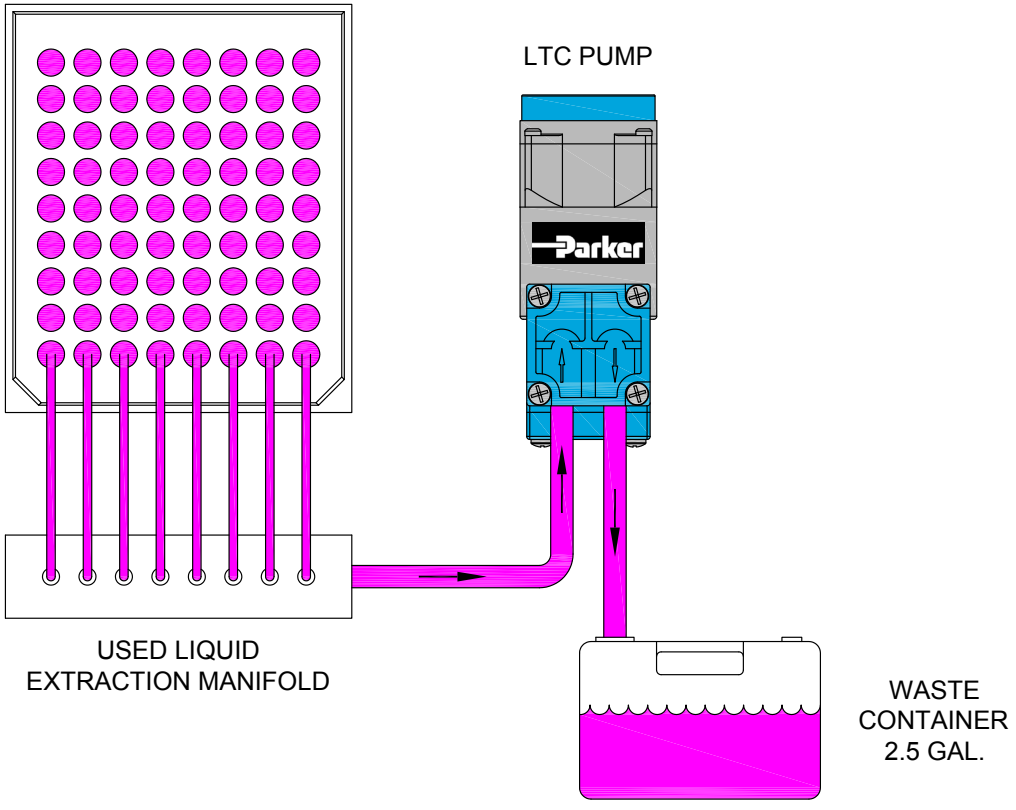 LTC PUMP
Parker
USED LIQUID
EXTRACTION MANIFOLD
WASTE
CONTAINER
2.5 GAL.